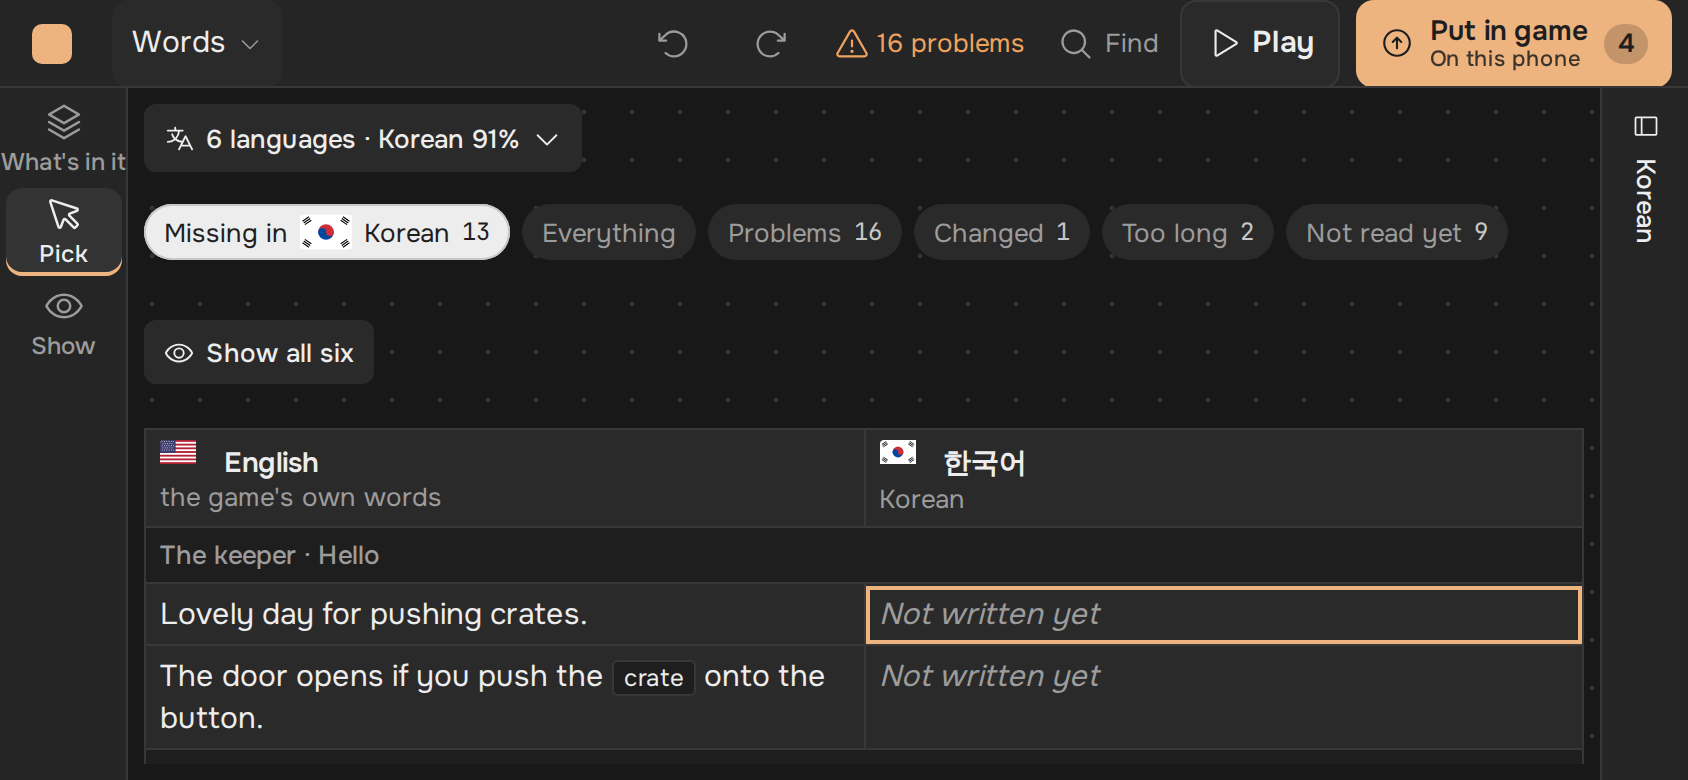 Words
16 problems
Find
Play
Put in game
On this phone
4
What's in it
Pick
Show
6 languages · Korean 91%
Missing in Korean 13
Everything
Problems 16
Changed 1
Too long 2
Not read yet 9
Show all six
English
the game's own words
한국어
Korean
The keeper · Hello
Lovely day for pushing crates.
Not written yet
The door opens if you push the crate onto the
button.
Not written yet
Korean